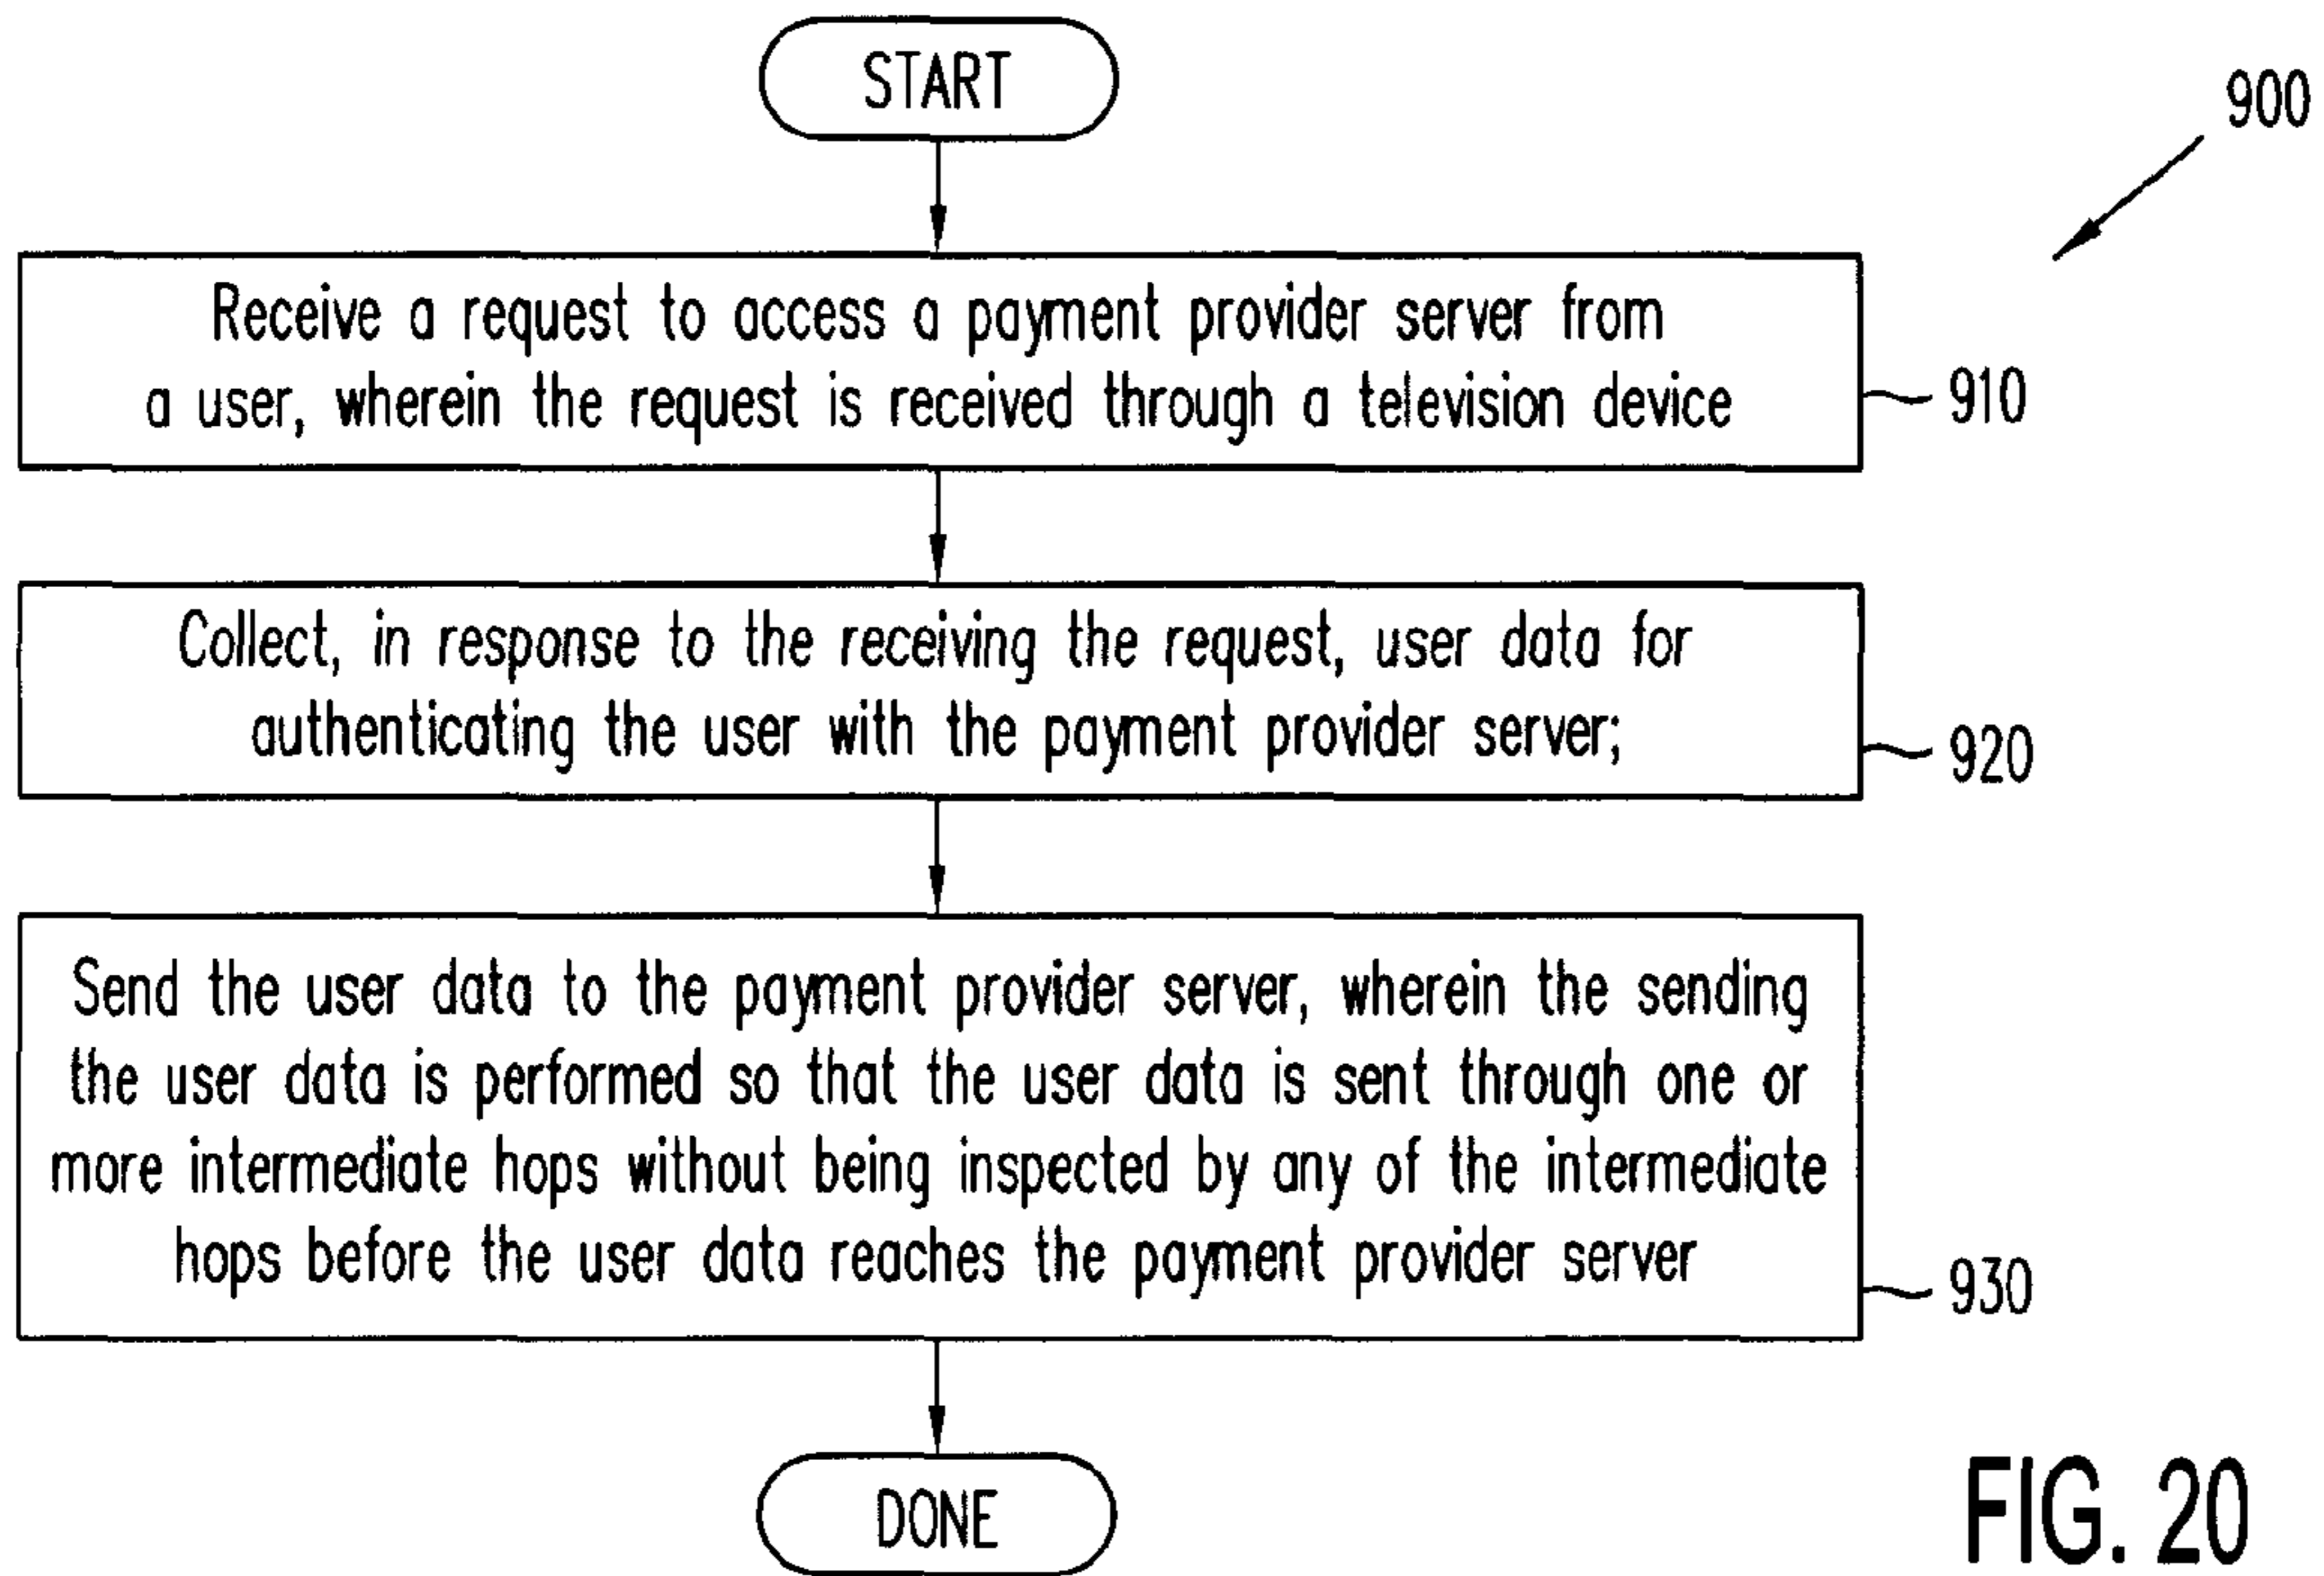 START
900
Receive a request to access a payment provider server from
a user, wherein the request is received through a television device
910
Collect, in response to the receiving the request, user data for
authenticating the user with the payment provider server;
920
Send the user data to the payment provider server, wherein the sending
the user data is performed so that the user data is sent through one or
more intermediate hops without being inspected by any of the intermediate
hops before the user data reaches the payment provider server
930
DONE
FIG. 20